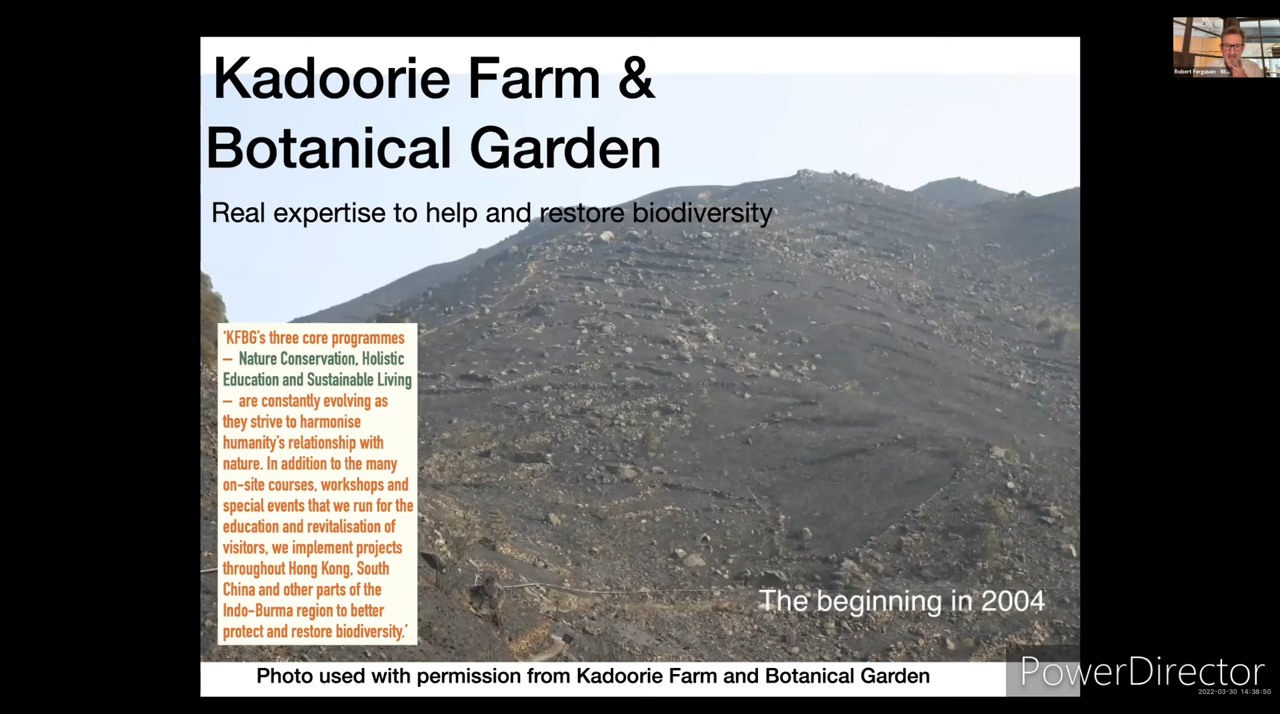 Kadoorie Farm &
Botanical Garden
Real expertise to help and restore biodiversity
‘KFBG’s three core programmes
– Nature Conservation, Holistic
Education and Sustainable Living
– are constantly evolving as
they strive to harmonise
humanity’s relationship with
nature. In addition to the many
on-site courses, workshops and
special events that we run for the
education and revitalisation of
visitors, we implement projects
throughout Hong Kong, South
China and other parts of the
Indo-Burma region to better
protect and restore biodiversity.’
The beginning in 2004
Photo used with permission from Kadoorie Farm and Botanical Garden
Robert Ferguson - W...
PowerDirector
2022-03-30 14:38:50